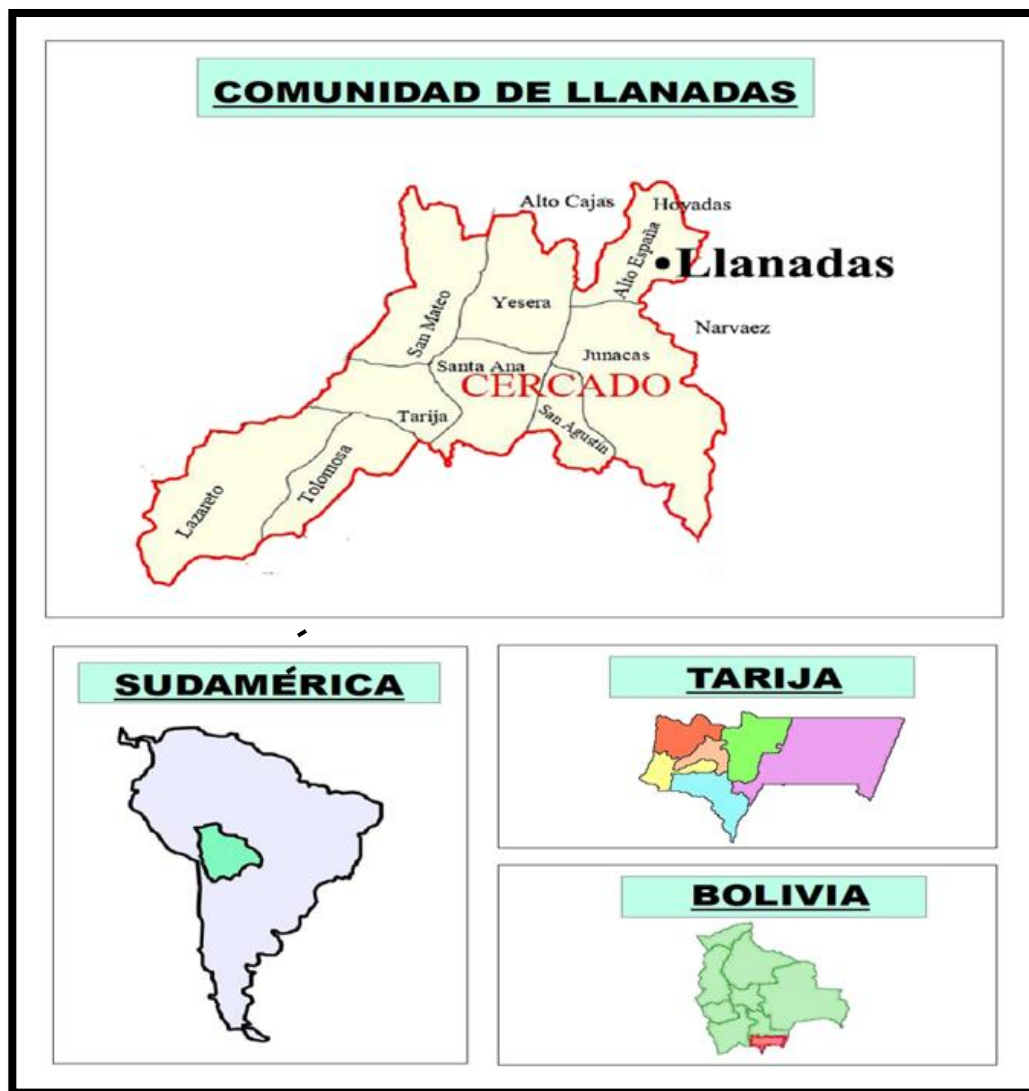 COMUNIDAD DE LLANADAS
Alto Cajas
Hoyadas
Alto España
Llanadas
Yesera
San Mateo
Narvaez
Junacas
Santa Ana
CERCADO
Tarija
San Agustin
Tolomosa
Lazareto
SUDAMÉRICA
TARIJA
BOLIVIA